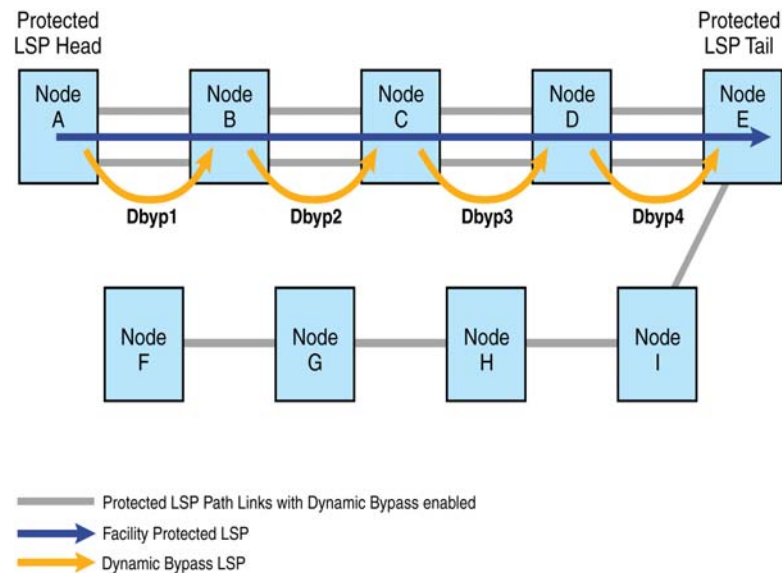 Protected
LSP Head
Protected
LSP Tail
Node
A
Node
B
Node
C
Node
D
Node
E
Dbyp1
Dbyp2
Dbyp3
Dbyp4
Node
F
Node
G
Node
H
Node
I
Protected LSP Path Links with Dynamic Bypass enabled
Facility Protected LSP
Dynamic Bypass LSP